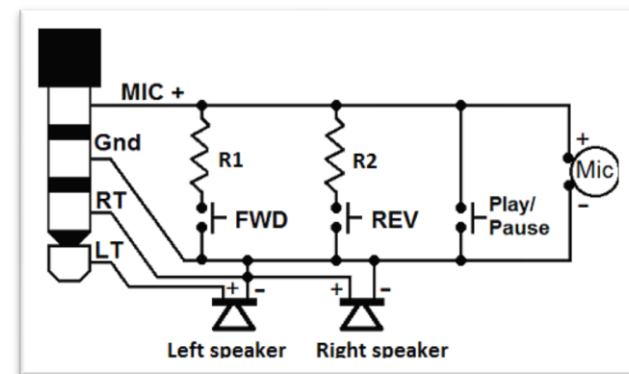 MIC +
Gnd
RT
LT
R1
R2
FWD
REV
Play/
Pause
+
Mic
-
+ -
+ -
Left speaker
Right speaker